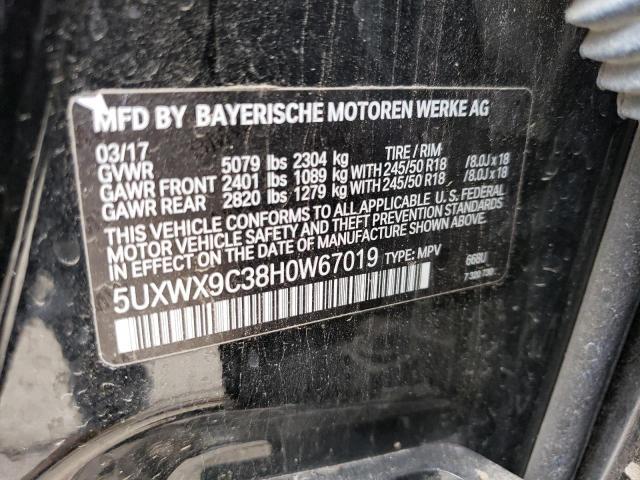 MFD BY BAYERISCHE MOTOREN WERKE AG
03/17 TIRE / RIM
GVWR 5079 lbs 2304 kg
GAWR FRONT 2401 lbs 1089 kg WITH 245/50 R18 /8.0J x 18
GAWR REAR 2820 lbs 1279 kg WITH 245/50 R18 /8.0J x 18
THIS VEHICLE CONFORMS TO ALL APPLICABLE U.S. FEDERAL
MOTOR VEHICLE SAFETY AND THEFT PREVENTION STANDARDS
IN EFFECT ON THE DATE OF MANUFACTURE SHOWN ABOVE.
5UXWX9C38H0W67019 TYPE: MPV 668U